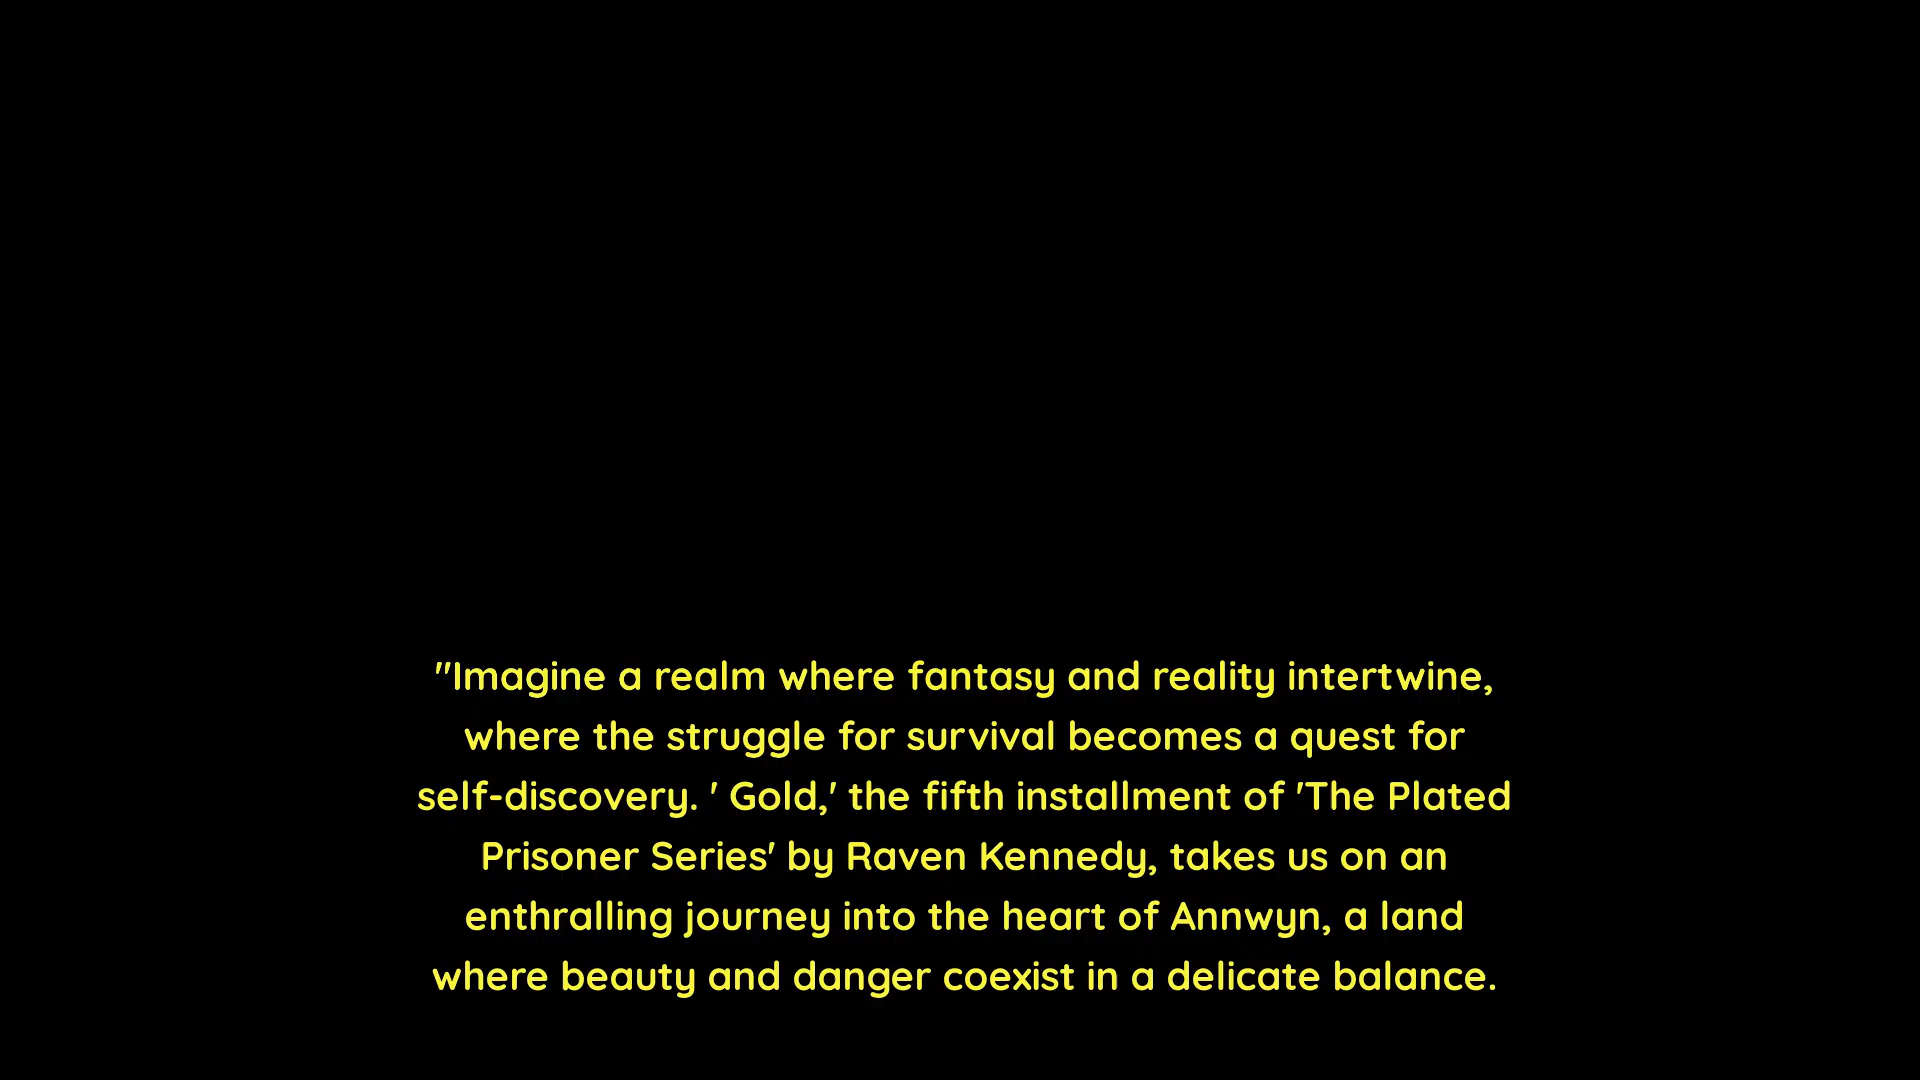 "Imagine a realm where fantasy and reality intertwine,
where the struggle for survival becomes a quest for
self-discovery. ' Gold,' the fifth installment of 'The Plated
Prisoner Series' by Raven Kennedy, takes us on an
enthralling journey into the heart of Annwyn, a land
where beauty and danger coexist in a delicate balance.